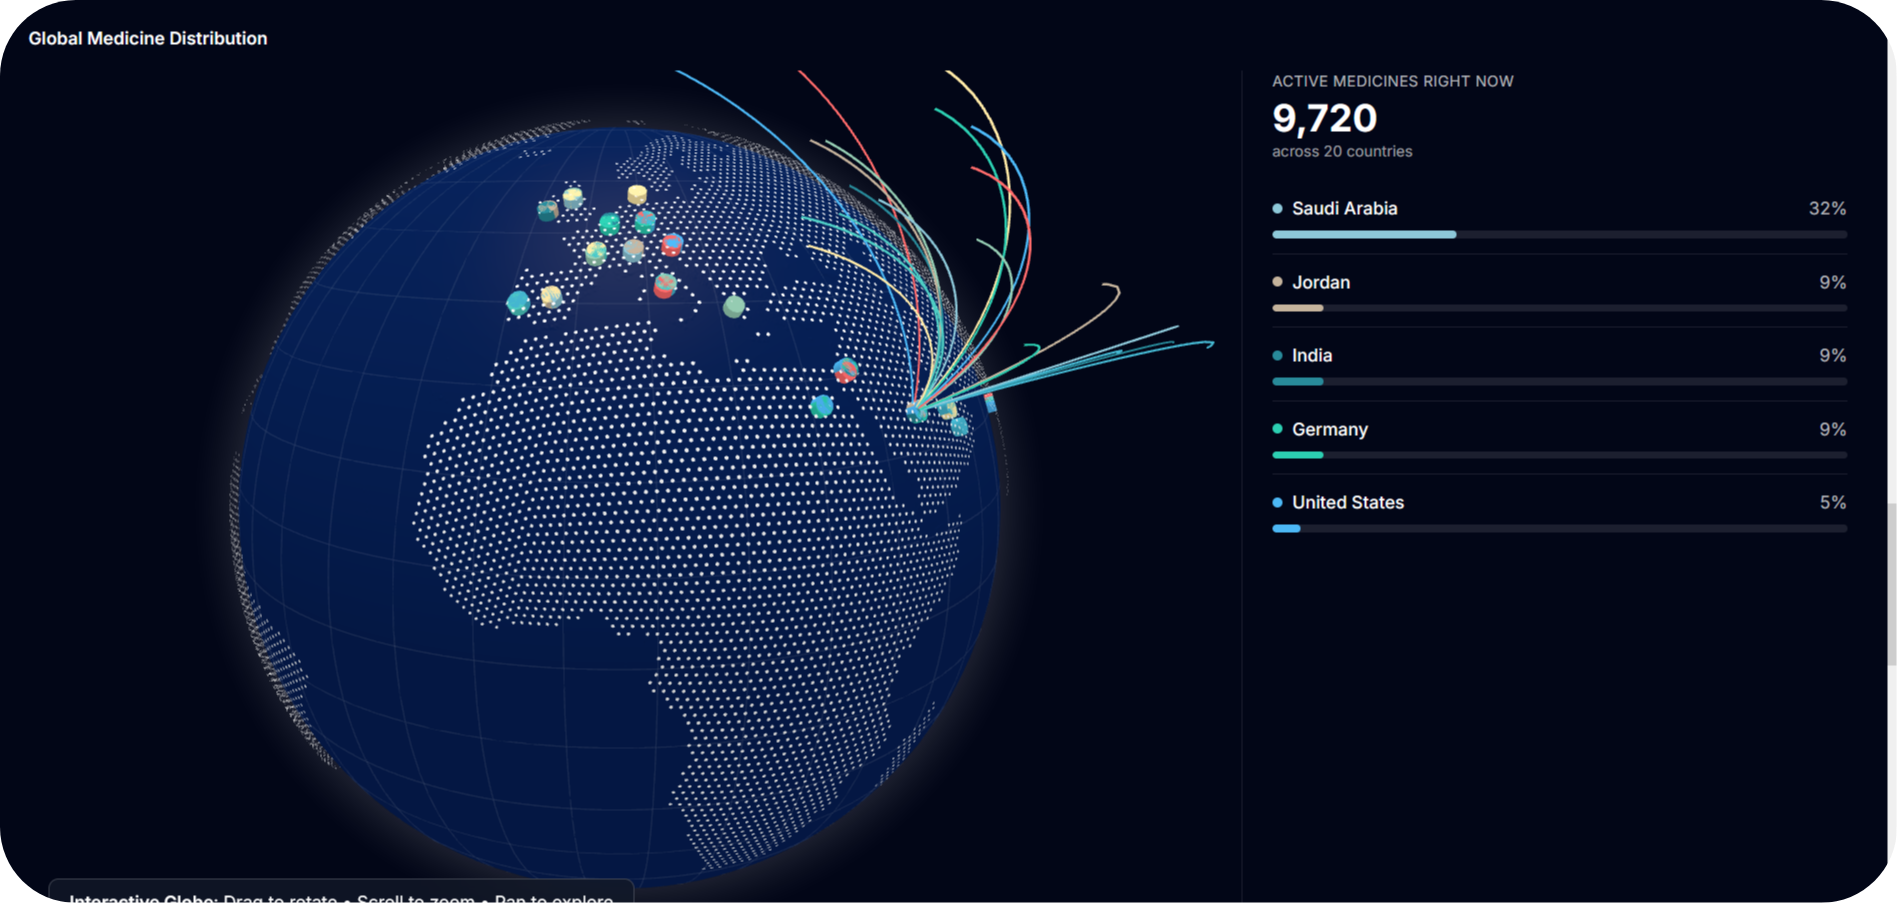 Global Medicine Distribution
ACTIVE MEDICINES RIGHT NOW
9,720
across 20 countries
Saudi Arabia 32%
Jordan 9%
India 9%
Germany 9%
United States 5%
Interactive Globe: Drag to rotate • Scroll to zoom • Pan to explore